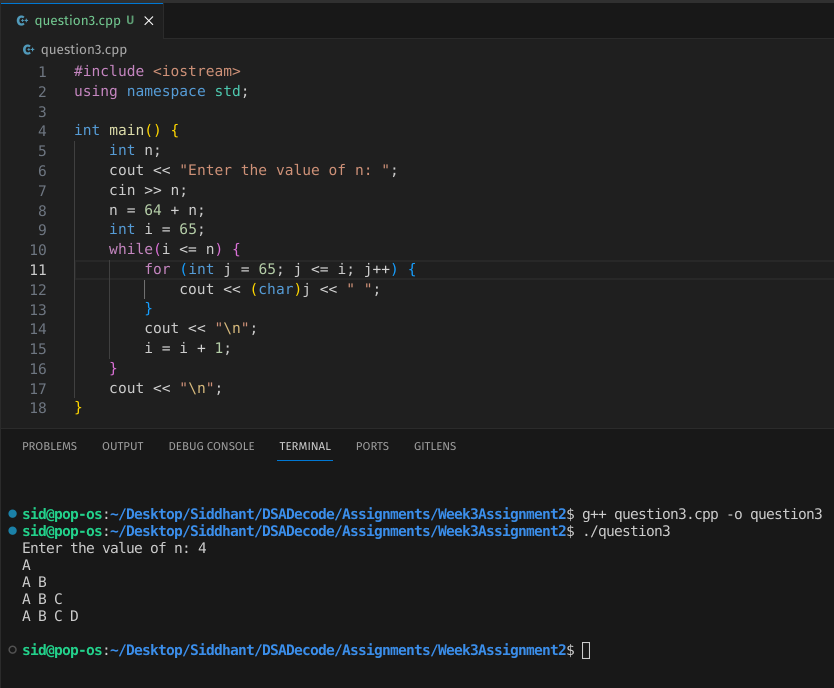 question3.cpp U
question3.cpp
1 #include <iostream>
2 using namespace std;
3
4 int main() {
5     int n;
6     cout << "Enter the value of n: ";
7     cin >> n;
8     n = 64 + n;
9     int i = 65;
10     while(i <= n) {
11         for (int j = 65; j <= i; j++) {
12             cout << (char)j << " ";
13         }
14         cout << "\n";
15         i = i + 1;
16     }
17     cout << "\n";
18 }
PROBLEMS OUTPUT DEBUG CONSOLE TERMINAL PORTS GITLENS
sid@pop-os:~/Desktop/Siddhant/DSADecode/Assignments/Week3Assignment2$ g++ question3.cpp -o question3
sid@pop-os:~/Desktop/Siddhant/DSADecode/Assignments/Week3Assignment2$ ./question3
Enter the value of n: 4
A
A B
A B C
A B C D
sid@pop-os:~/Desktop/Siddhant/DSADecode/Assignments/Week3Assignment2$